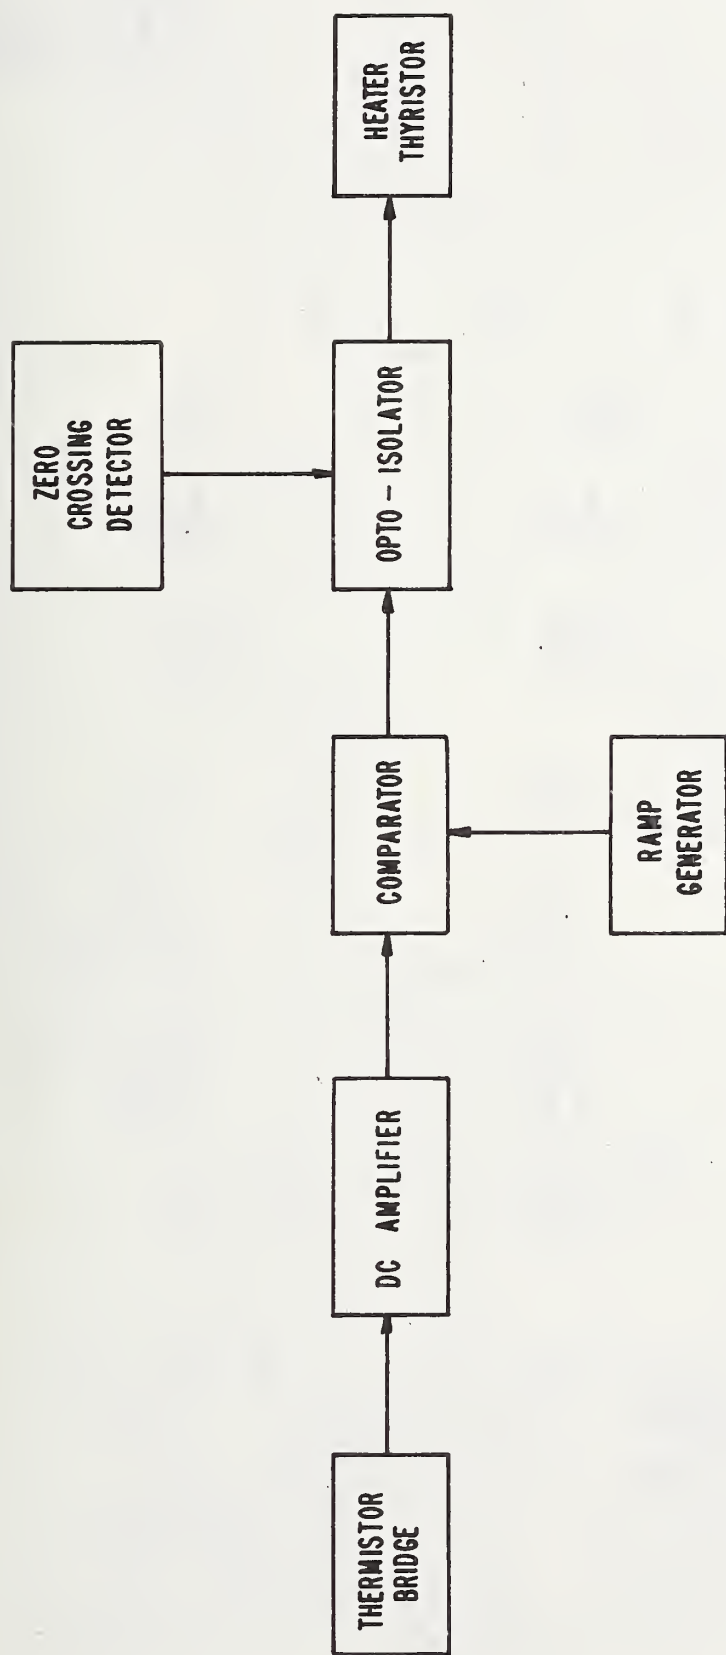 THERMISTOR
BRIDGE
DC AMPLIFIER
COMPARATOR
RAMP
GENERATOR
ZERO
CROSSING
DETECTOR
OPTO - ISOLATOR
HEATER
THYRISTOR